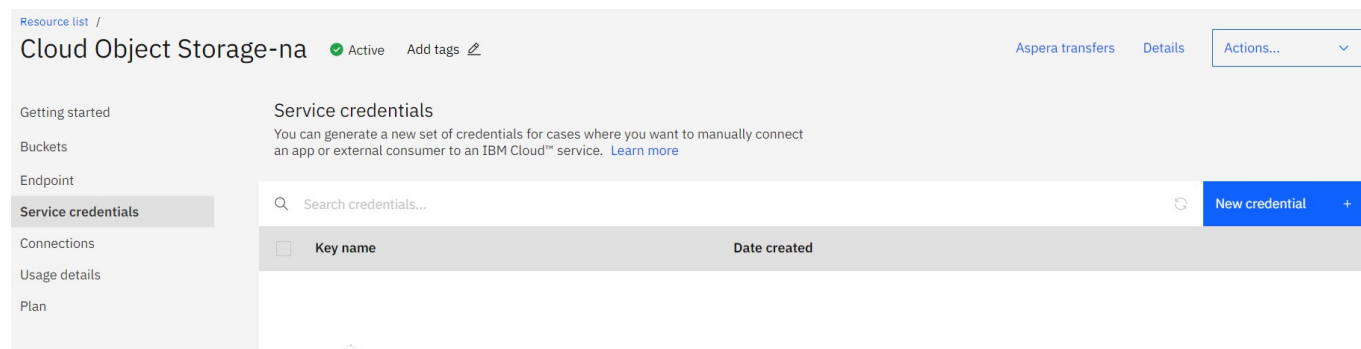 Resource list /
Cloud Object Storage-na Active Add tags
Aspera transfers Details Actions...
Getting started
Buckets
Endpoint
Service credentials
Connections
Usage details
Plan
Service credentials
You can generate a new set of credentials for cases where you want to manually connect
an app or external consumer to an IBM Cloud™ service. Learn more
Search credentials...
New credential +
Key name Date created